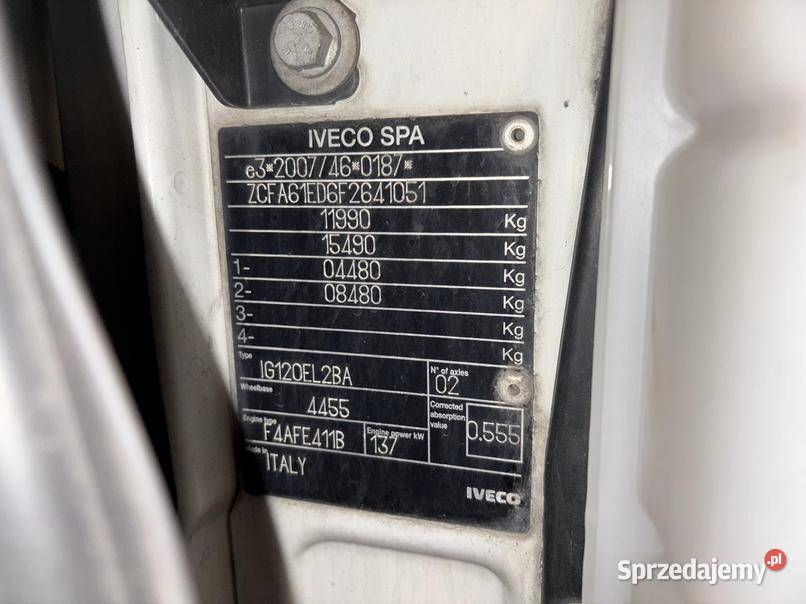 IVECO SPA
e3*2007/46*0187*
ZCFA61ED6F2641051
11990 Kg
15490 Kg
1- 04480 Kg
2- 08480 Kg
3- Kg
4- Kg
Type IG120EL2BA N° of axles 02
Wheelbase 4455 Corrected absorption value 0.555
Engine type F4AFE411B Engine power kW 137
Made in ITALY
IVECO
Sprzedajemy.pl